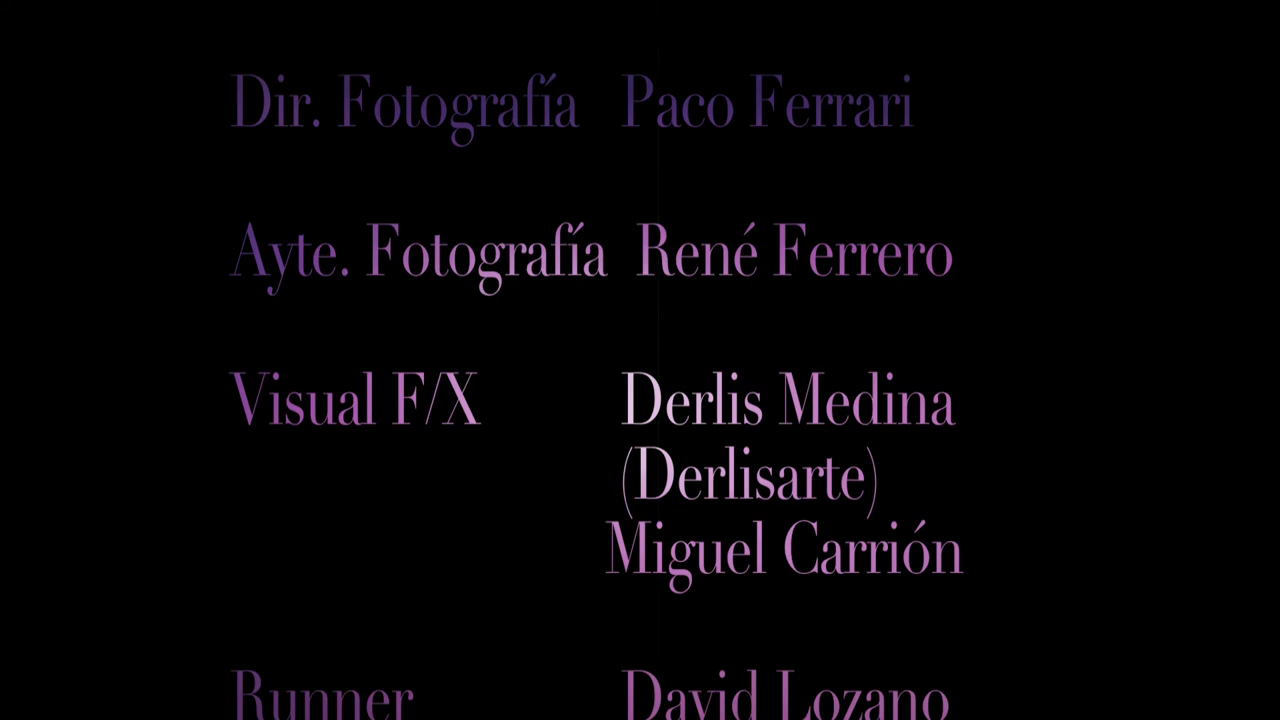 Dir. Fotografía Paco Ferrari
Ayte. Fotografía René Ferrero
Visual F/X Derlis Medina
(Derlisarte)
Miguel Carrión
Runner David Lozano